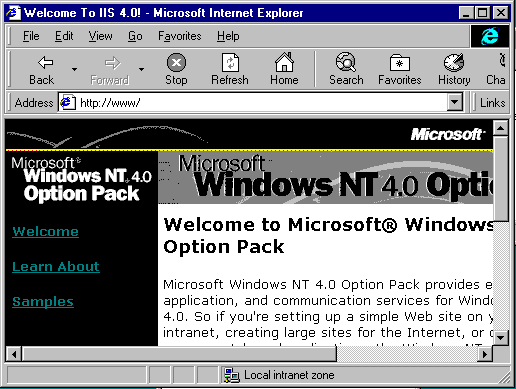 Welcome To IIS 4.0! - Microsoft Internet Explorer
File Edit View Go Favorites Help
Back Forward Stop Refresh Home Search Favorites History Cha
Address http://www/ Links
Microsoft
Microsoft®
Windows NT 4.0
Option Pack
Microsoft
Windows NT 4.0 Optio
Welcome
Learn About
Samples
Welcome to Microsoft® Windows
Option Pack
Microsoft Windows NT 4.0 Option Pack provides e
application, and communication services for Windo
4.0. So if you're setting up a simple Web site on y
intranet, creating large sites for the Internet, or d
Local intranet zone